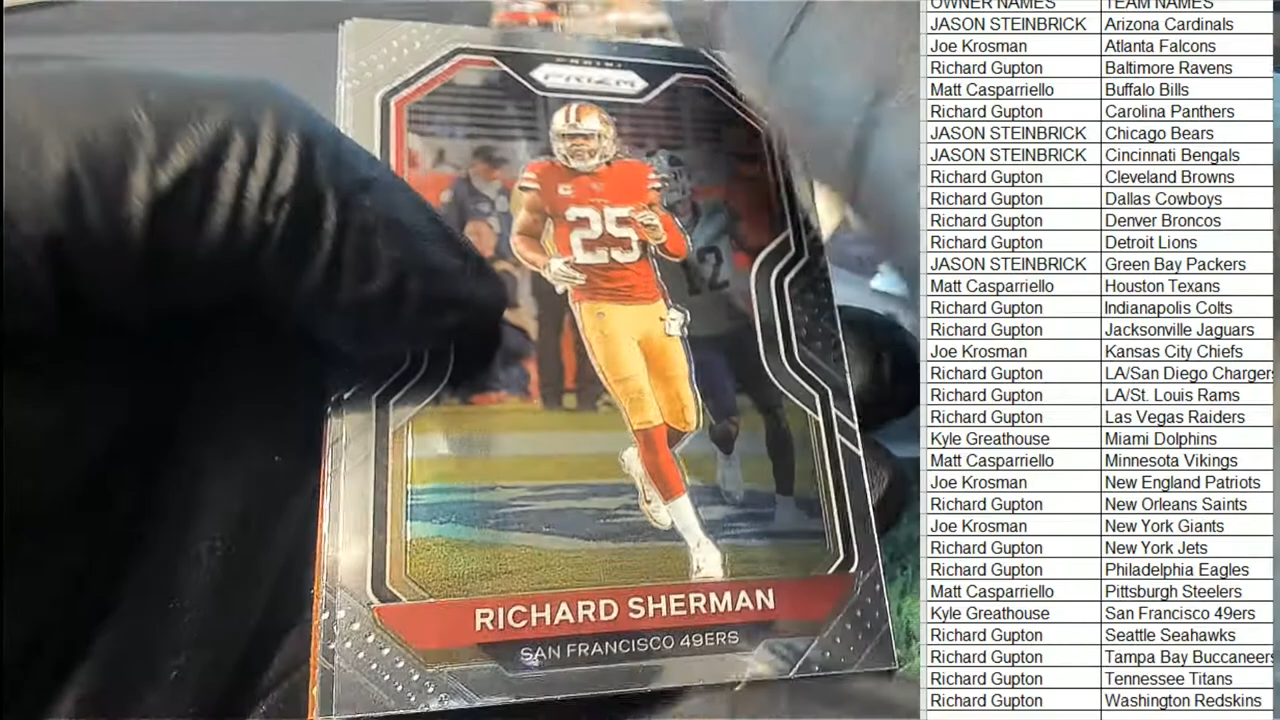 PANINI
PRIZM
25
12
RICHARD SHERMAN
SAN FRANCISCO 49ERS
OWNER NAMES TEAM NAMES
JASON STEINBRICK Arizona Cardinals
Joe Krosman Atlanta Falcons
Richard Gupton Baltimore Ravens
Matt Casparriello Buffalo Bills
Richard Gupton Carolina Panthers
JASON STEINBRICK Chicago Bears
JASON STEINBRICK Cincinnati Bengals
Richard Gupton Cleveland Browns
Richard Gupton Dallas Cowboys
Richard Gupton Denver Broncos
Richard Gupton Detroit Lions
JASON STEINBRICK Green Bay Packers
Matt Casparriello Houston Texans
Richard Gupton Indianapolis Colts
Richard Gupton Jacksonville Jaguars
Joe Krosman Kansas City Chiefs
Richard Gupton LA/San Diego Chargers
Richard Gupton LA/St. Louis Rams
Richard Gupton Las Vegas Raiders
Kyle Greathouse Miami Dolphins
Matt Casparriello Minnesota Vikings
Joe Krosman New England Patriots
Richard Gupton New Orleans Saints
Joe Krosman New York Giants
Richard Gupton New York Jets
Richard Gupton Philadelphia Eagles
Matt Casparriello Pittsburgh Steelers
Kyle Greathouse San Francisco 49ers
Richard Gupton Seattle Seahawks
Richard Gupton Tampa Bay Buccaneers
Richard Gupton Tennessee Titans
Richard Gupton Washington Redskins